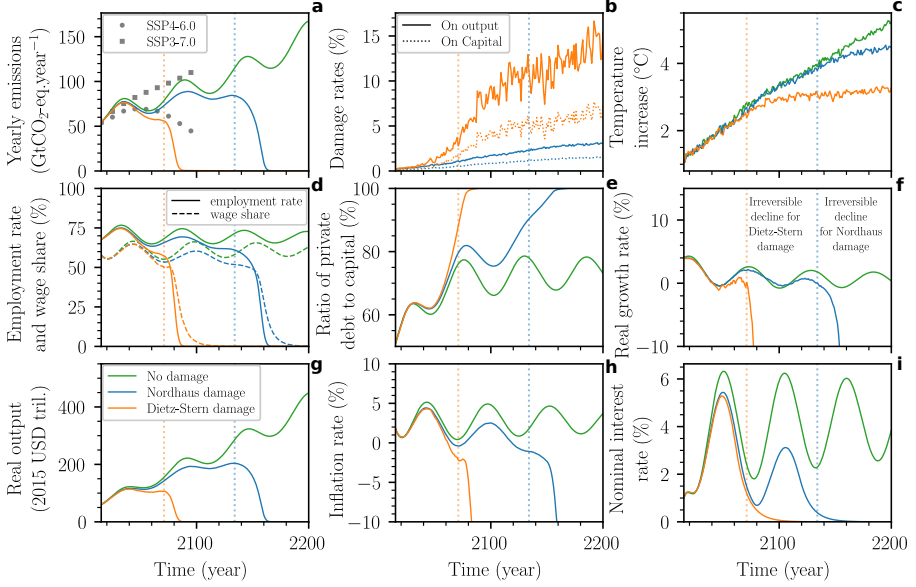 a
Yearly emissions
(GtCO₂-eq.year⁻¹)
SSP4-6.0
SSP3-7.0
150
100
50
0
b
Damage rates (%)
On output
On Capital
15
10
5
0
c
Temperature
increase (°C)
4
2
d
Employment rate
and wage share (%)
employment rate
wage share
100
75
50
25
0
e
Ratio of private
debt to capital (%)
100
80
60
f
Real growth rate (%)
Irreversible
decline for
Dietz-Stern
damage
Irreversible
decline
for Nordhaus
damage
10
0
−10
g
Real output
(2015 USD tril.)
No damage
Nordhaus damage
Dietz-Stern damage
400
200
0
2100
2200
Time (year)
h
Inflation rate (%)
10
5
0
−5
−10
2100
2200
Time (year)
i
Nominal interest
rate (%)
6
4
2
0
2100
2200
Time (year)